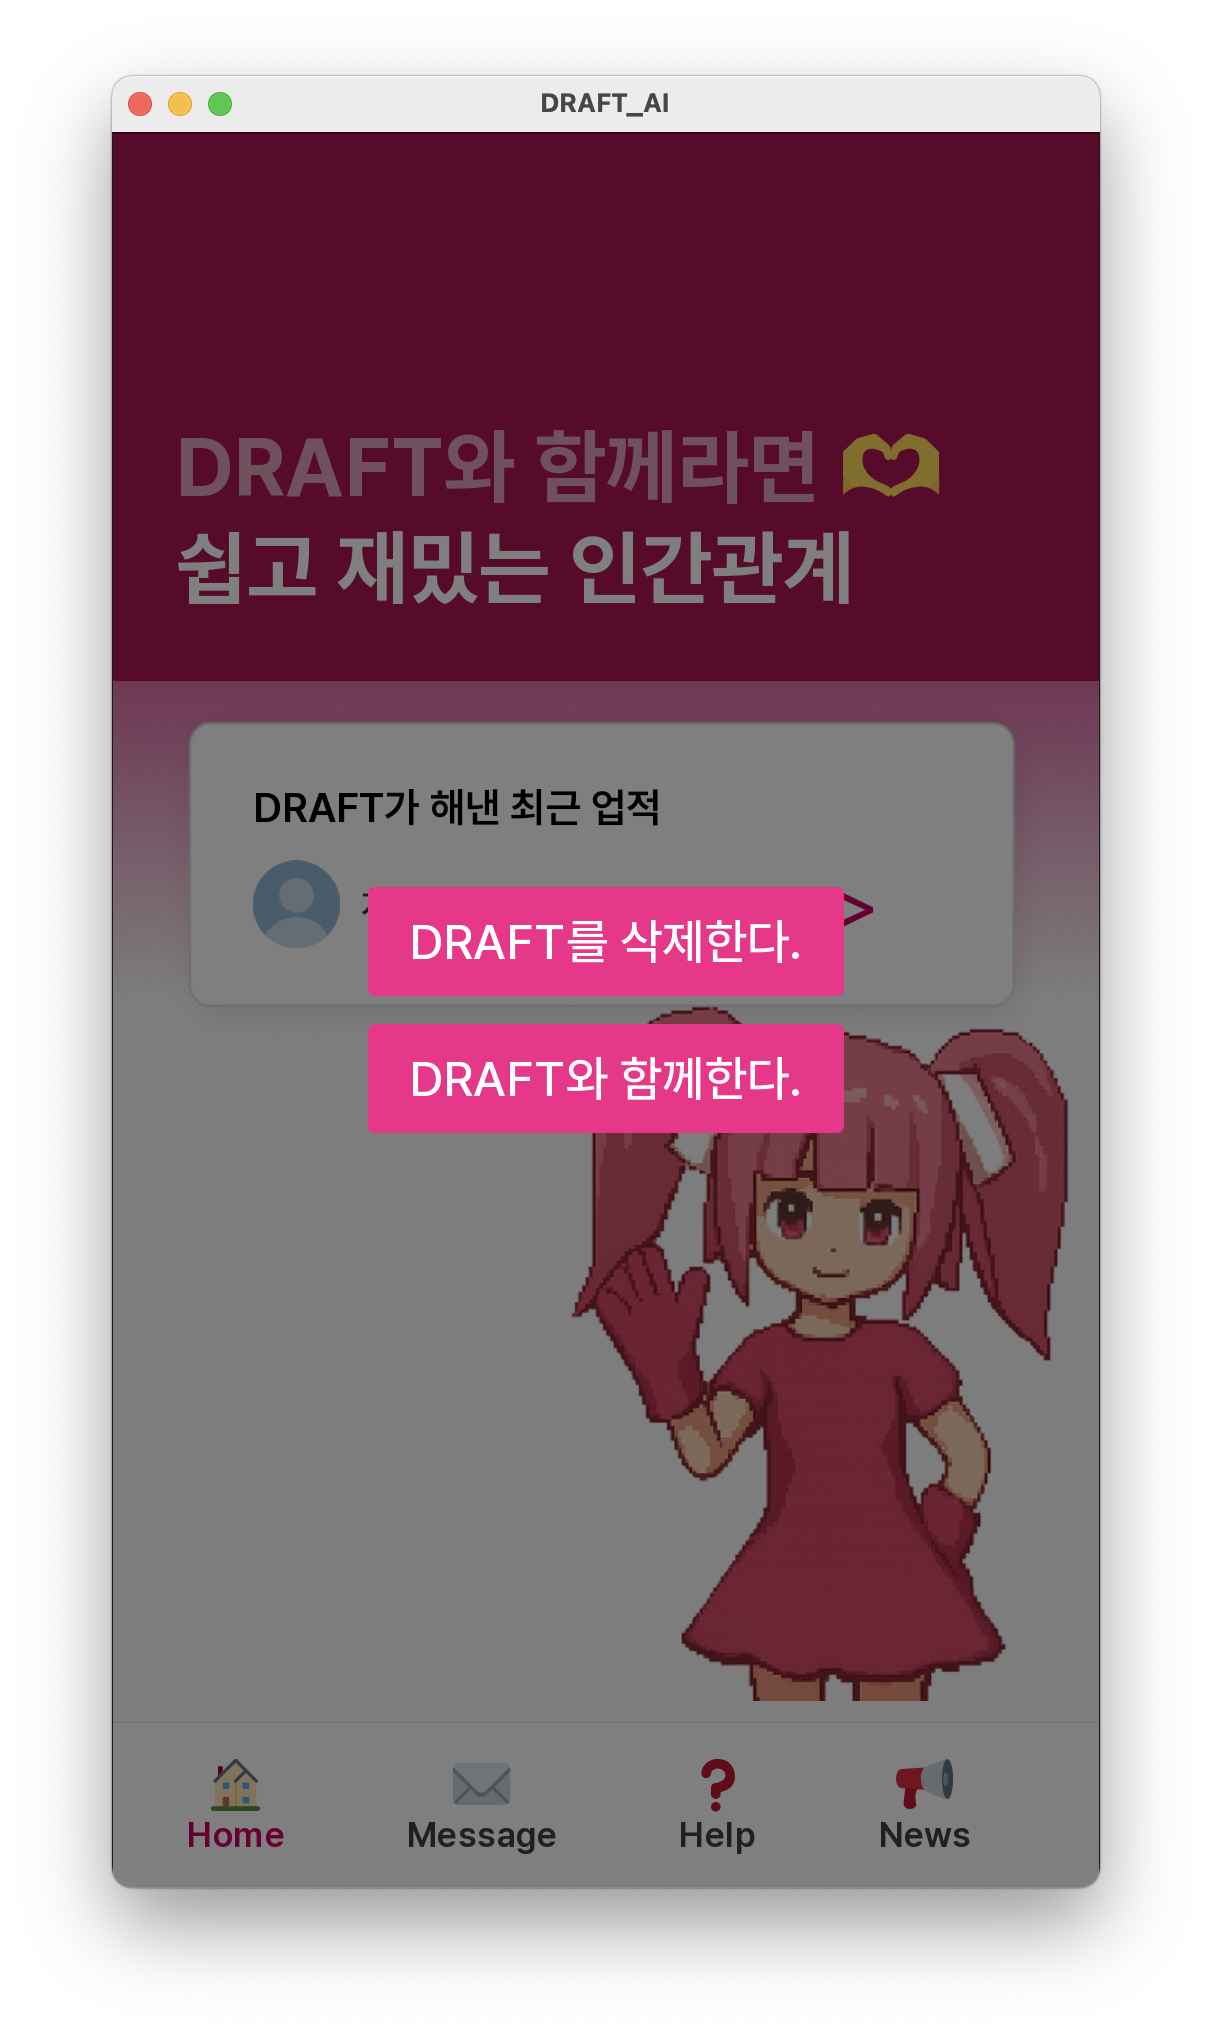 DRAFT_AI
DRAFT와 함께라면
쉽고 재밌는 인간관계
DRAFT가 해낸 최근 업적
>
DRAFT를 삭제한다.
DRAFT와 함께한다.
Home
Message
Help
News